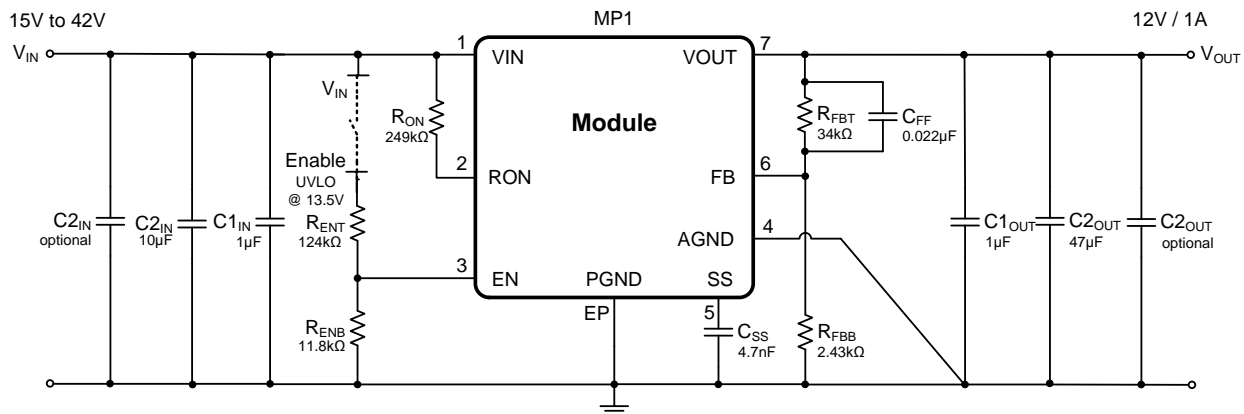 15V to 42V
MP1
12V / 1A
VIN
1
VIN
VOUT
7
VOUT
VIN
RON
249kΩ
Module
RFBT
34kΩ
CFF
0.022µF
Enable
UVLO
@ 13.5V
2
RON
FB
6
C2IN
optional
C2IN
10µF
C1IN
1µF
RENT
124kΩ
AGND
4
C1OUT
1µF
C2OUT
47µF
C2OUT
optional
3
EN
PGND
SS
EP
5
RENB
11.8kΩ
CSS
4.7nF
RFBB
2.43kΩ